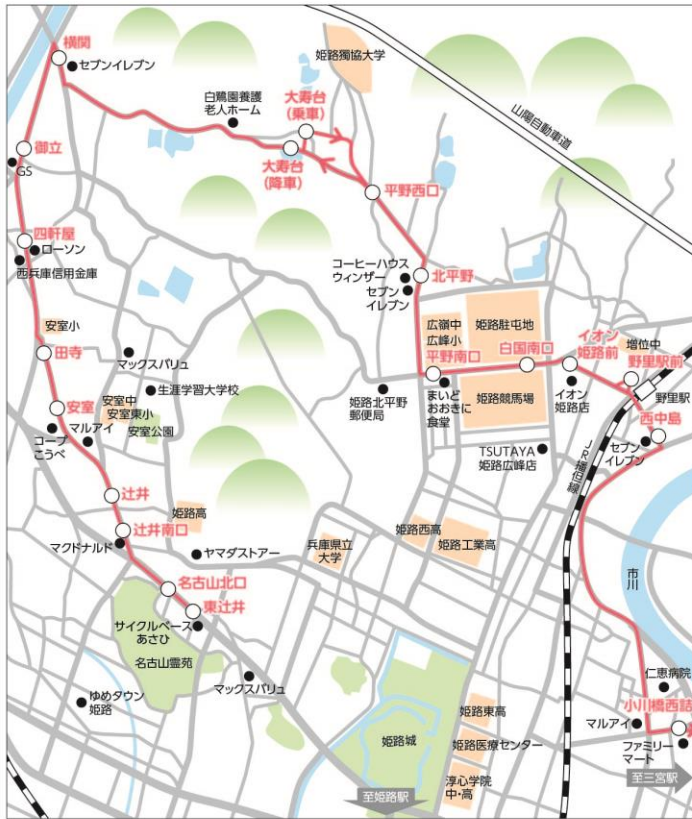 横関
セブンイレブン
姫路獨協大学
白鷺園養護
老人ホーム
大寿台
(乗車)
大寿台
(降車)
山陽自動車道
御立
GS
平野西口
四軒屋
ローソン
西兵庫信用金庫
コーヒーハウス
ウィンザー
北平野
セブン
イレブン
安室小
田寺
マックスバリュ
広嶺中
広峰小
姫路駐屯地
平野南口
白国南口
イオン
姫路前
増位中
野里駅前
野里駅
安室中
安室東小
生涯学習大学校
安室公園
姫路北平野
郵便局
まいど
おおきに
食堂
姫路競馬場
イオン
姫路店
西中島
セブン
イレブン
安室
マルアイ
コープ
こうべ
TSUTAYA
姫路広峰店
JR播但線
辻井
辻井南口
マクドナルド
姫路高
ヤマダストアー
兵庫県立
大学
姫路西高
姫路工業高
市川
名古山北口
東辻井
サイクルベース
あさひ
名古山霊苑
マックスバリュ
ゆめタウン
姫路
仁恵病院
小川橋西詰
マルアイ
ファミリー
マート
姫路城
姫路東高
姫路医療センター
淳心学院
中・高
至三宮駅
至姫路駅